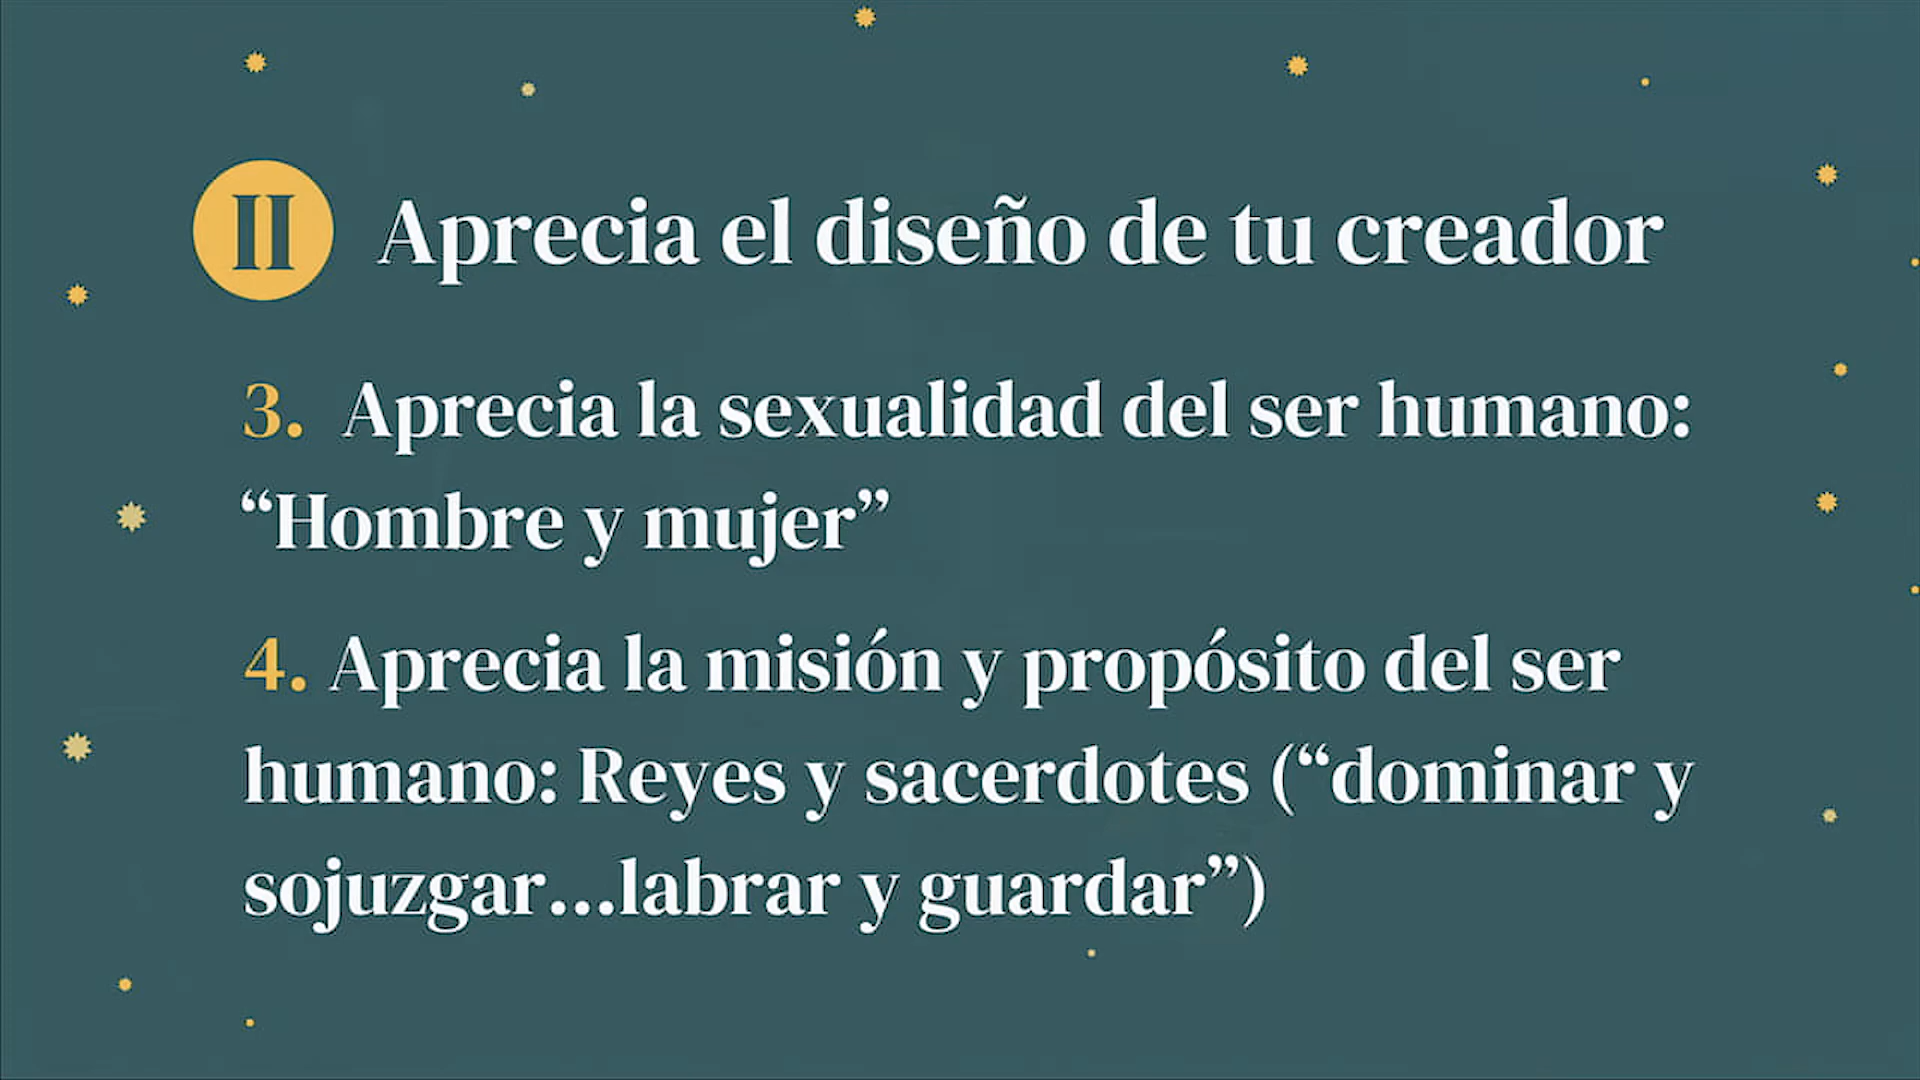 II Aprecia el diseño de tu creador
3. Aprecia la sexualidad del ser humano:
“Hombre y mujer”
4. Aprecia la misión y propósito del ser
humano: Reyes y sacerdotes (“dominar y
sojuzgar...labrar y guardar”)